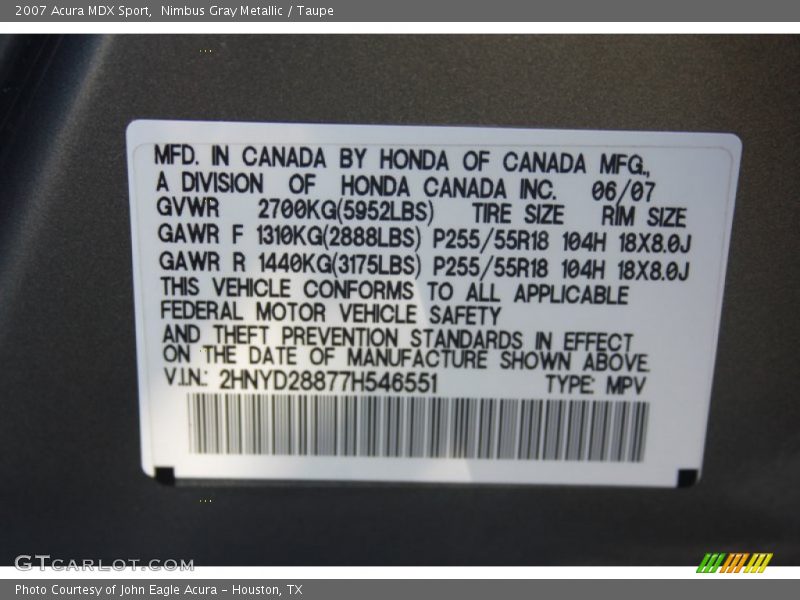 2007 Acura MDX Sport, Nimbus Gray Metallic / Taupe
MFD. IN CANADA BY HONDA OF CANADA MFG.,
A DIVISION OF HONDA CANADA INC. 06/07
GVWR 2700KG(5952LBS) TIRE SIZE RIM SIZE
GAWR F 1310KG(2888LBS) P255/55R18 104H 18X8.0J
GAWR R 1440KG(3175LBS) P255/55R18 104H 18X8.0J
THIS VEHICLE CONFORMS TO ALL APPLICABLE
FEDERAL MOTOR VEHICLE SAFETY
AND THEFT PREVENTION STANDARDS IN EFFECT
ON THE DATE OF MANUFACTURE SHOWN ABOVE.
V.I.N.: 2HNYD28877H546551 TYPE: MPV
GTCARLOT.COM
Photo Courtesy of John Eagle Acura - Houston, TX